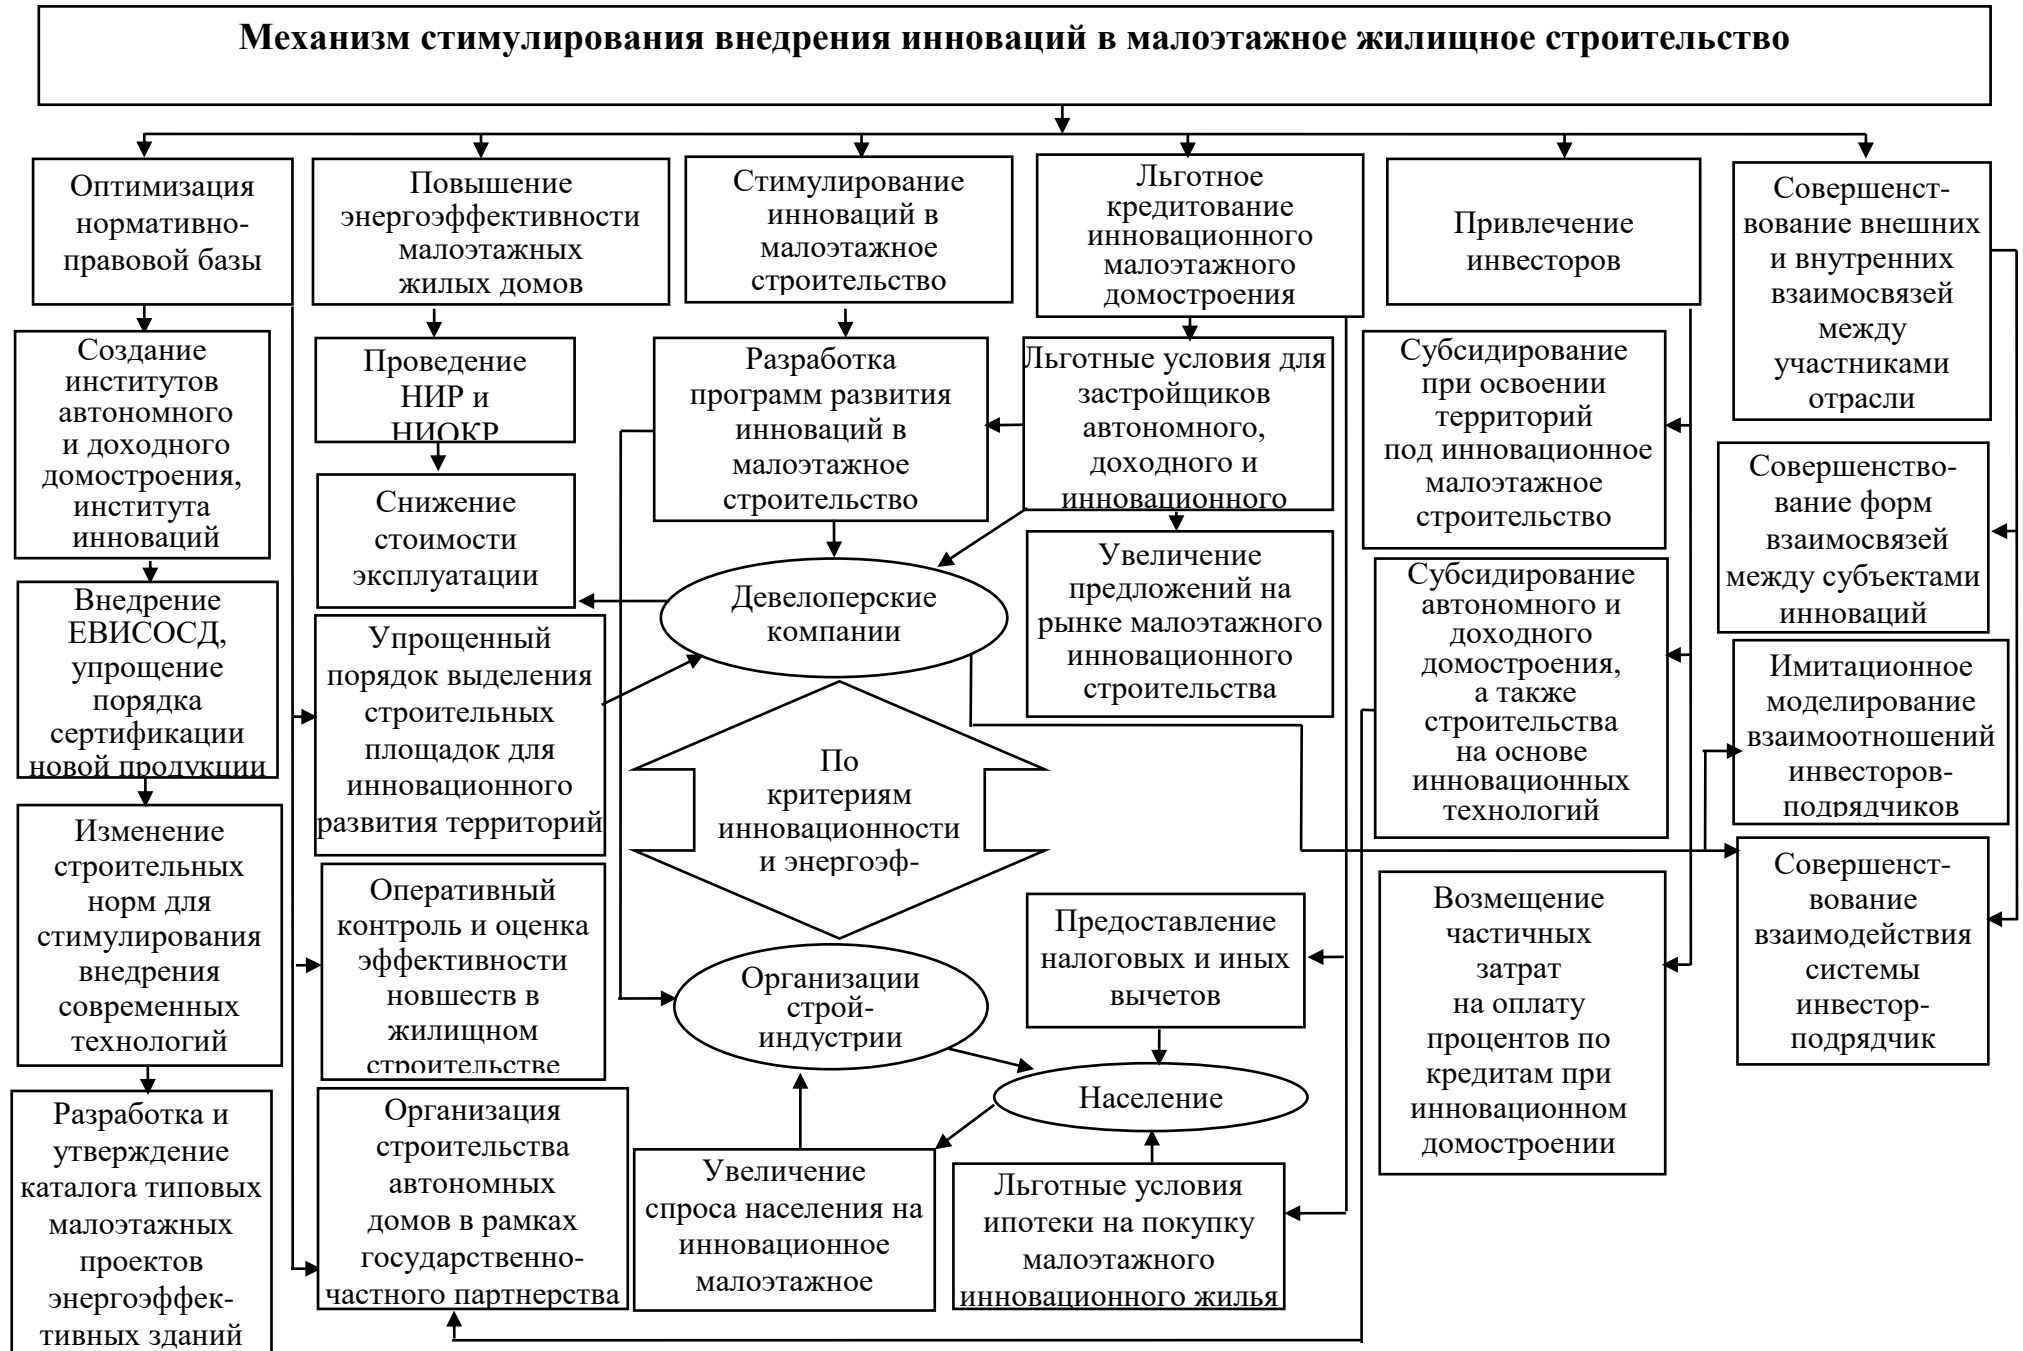 Механизм стимулирования внедрения инноваций в малоэтажное жилищное строительство
Оптимизация
нормативно-
правовой базы
Повышение
энергоэффективности
малоэтажных
жилых домов
Стимулирование
инноваций в
малоэтажное
строительство
Льготное
кредитование
инновационного
малоэтажного
домостроения
Привлечение
инвесторов
Совершенст-
вование внешних
и внутренних
взаимосвязей
между
участниками
отрасли
Создание
институтов
автономного
и доходного
домостроения,
института
инноваций
Проведение
НИР и
НИОКР
Разработка
программ развития
инноваций в
малоэтажное
строительство
Льготные условия для
застройщиков
автономного,
доходного и
инновационного
Субсидирование
при освоении
территорий
под инновационное
малоэтажное
строительство
Совершенство-
вание форм
взаимосвязей
между субъектами
инноваций
Снижение
стоимости
эксплуатации
Девелоперские
компании
Увеличение
предложений на
рынке малоэтажного
инновационного
строительства
Субсидирование
автономного и
доходного
домостроения,
а также
строительства
на основе
инновационных
технологий
Имитационное
моделирование
взаимоотношений
инвесторов-
подрядчиков
Внедрение
ЕВИСОСД,
упрощение
порядка
сертификации
новой продукции
Упрощенный
порядок выделения
строительных
площадок для
инновационного
развития территорий
По
критериям
инновационности
и энергоэф-
Изменение
строительных
норм для
стимулирования
внедрения
современных
технологий
Оперативный
контроль и оценка
эффективности
новшеств в
жилищном
строительстве
Организации
строй-
индустрии
Предоставление
налоговых и иных
вычетов
Возмещение
частичных
затрат
на оплату
процентов по
кредитам при
инновационном
домостроении
Совершенст-
вование
взаимодействия
системы
инвестор-
подрядчик
Население
Разработка и
утверждение
каталога типовых
малоэтажных
проектов
энергоэффек-
тивных зданий
Организация
строительства
автономных
домов в рамках
государственно-
частного партнерства
Увеличение
спроса населения на
инновационное
малоэтажное
Льготные условия
ипотеки на покупку
малоэтажного
инновационного жилья